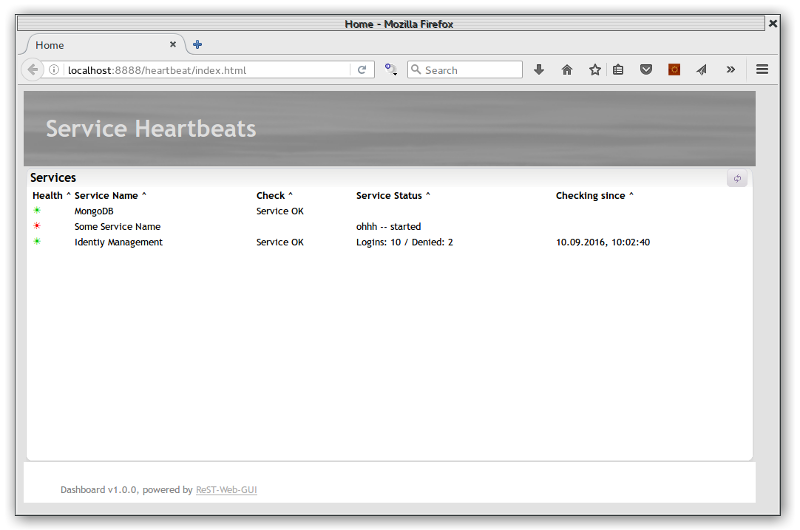 Home - Mozilla Firefox
Home
localhost:8888/heartbeat/index.html Search
Service Heartbeats
Services
Health ^ Service Name ^ Check ^ Service Status ^ Checking since ^
MongoDB Service OK
Some Service Name ohhh -- started
Identiy Management Service OK Logins: 10 / Denied: 2 10.09.2016, 10:02:40
Dashboard v1.0.0, powered by ReST-Web-GUI